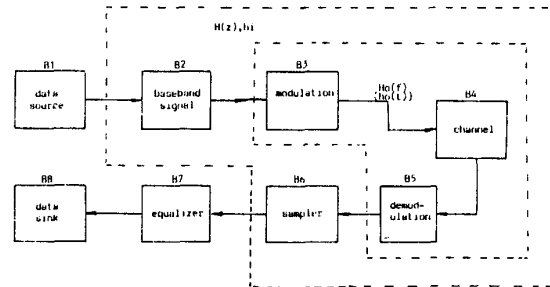 H(z),hi
B1
data
source
B2
baseband
signal
B3
modulation
Ho(f)
(ho(t))
B4
channel
B8
data
sink
B7
equalizer
B6
sampler
B5
demod-
ulation